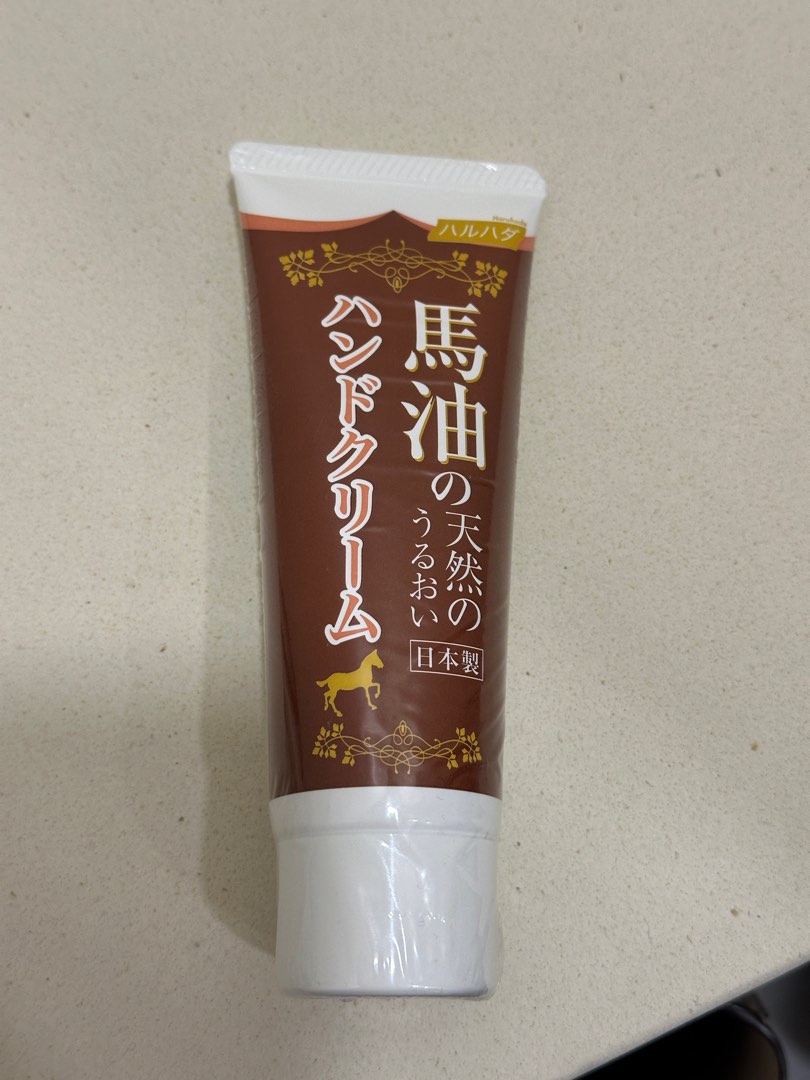 Haruhada
ハルハダ
馬油の天然の
うるおい
日本製
ハンドクリーム